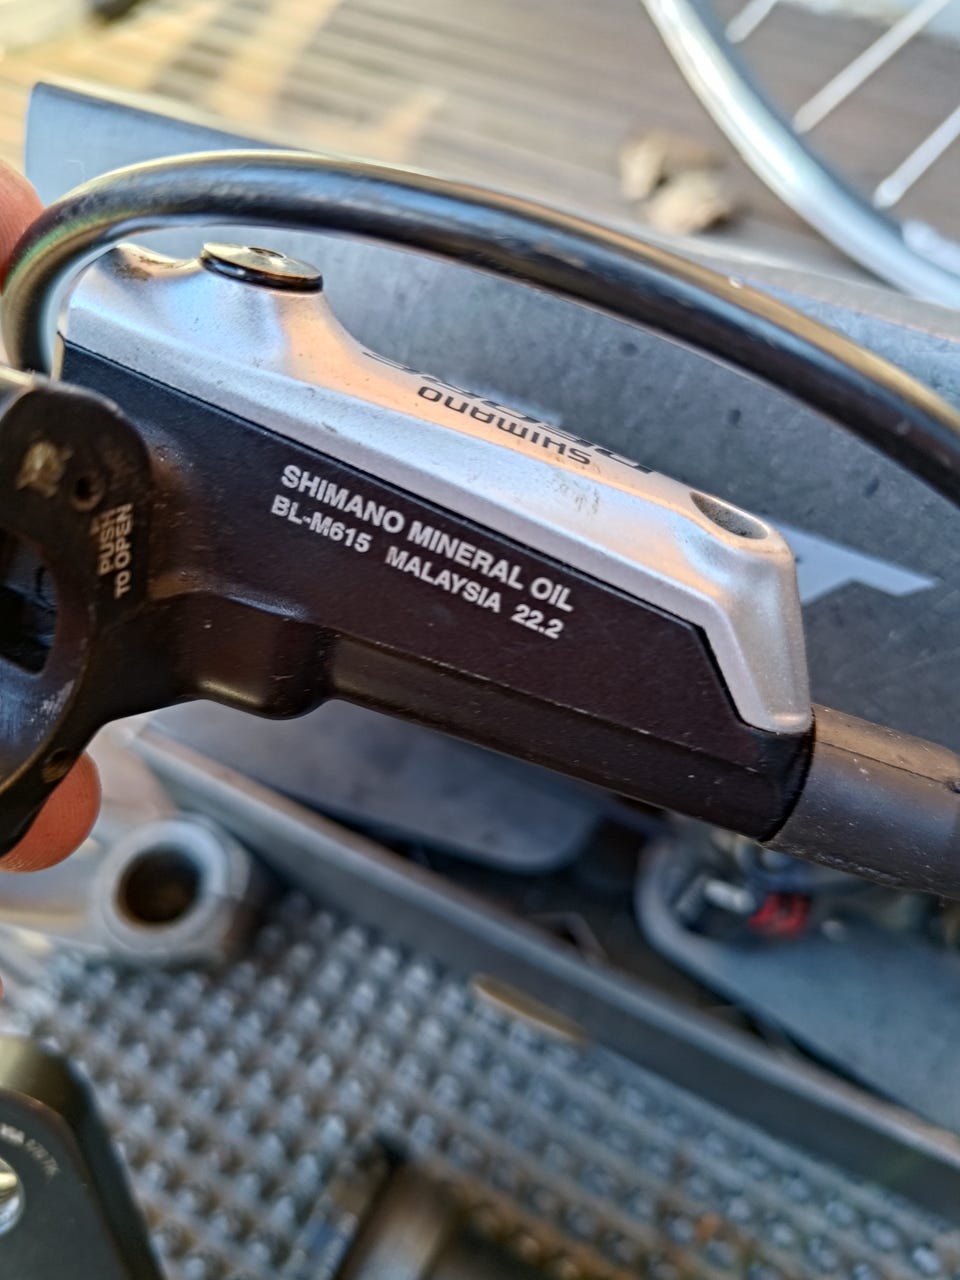 SHIMANO
SHIMANO MINERAL OIL
BL-M615 MALAYSIA 22.2
PUSH
TO OPEN